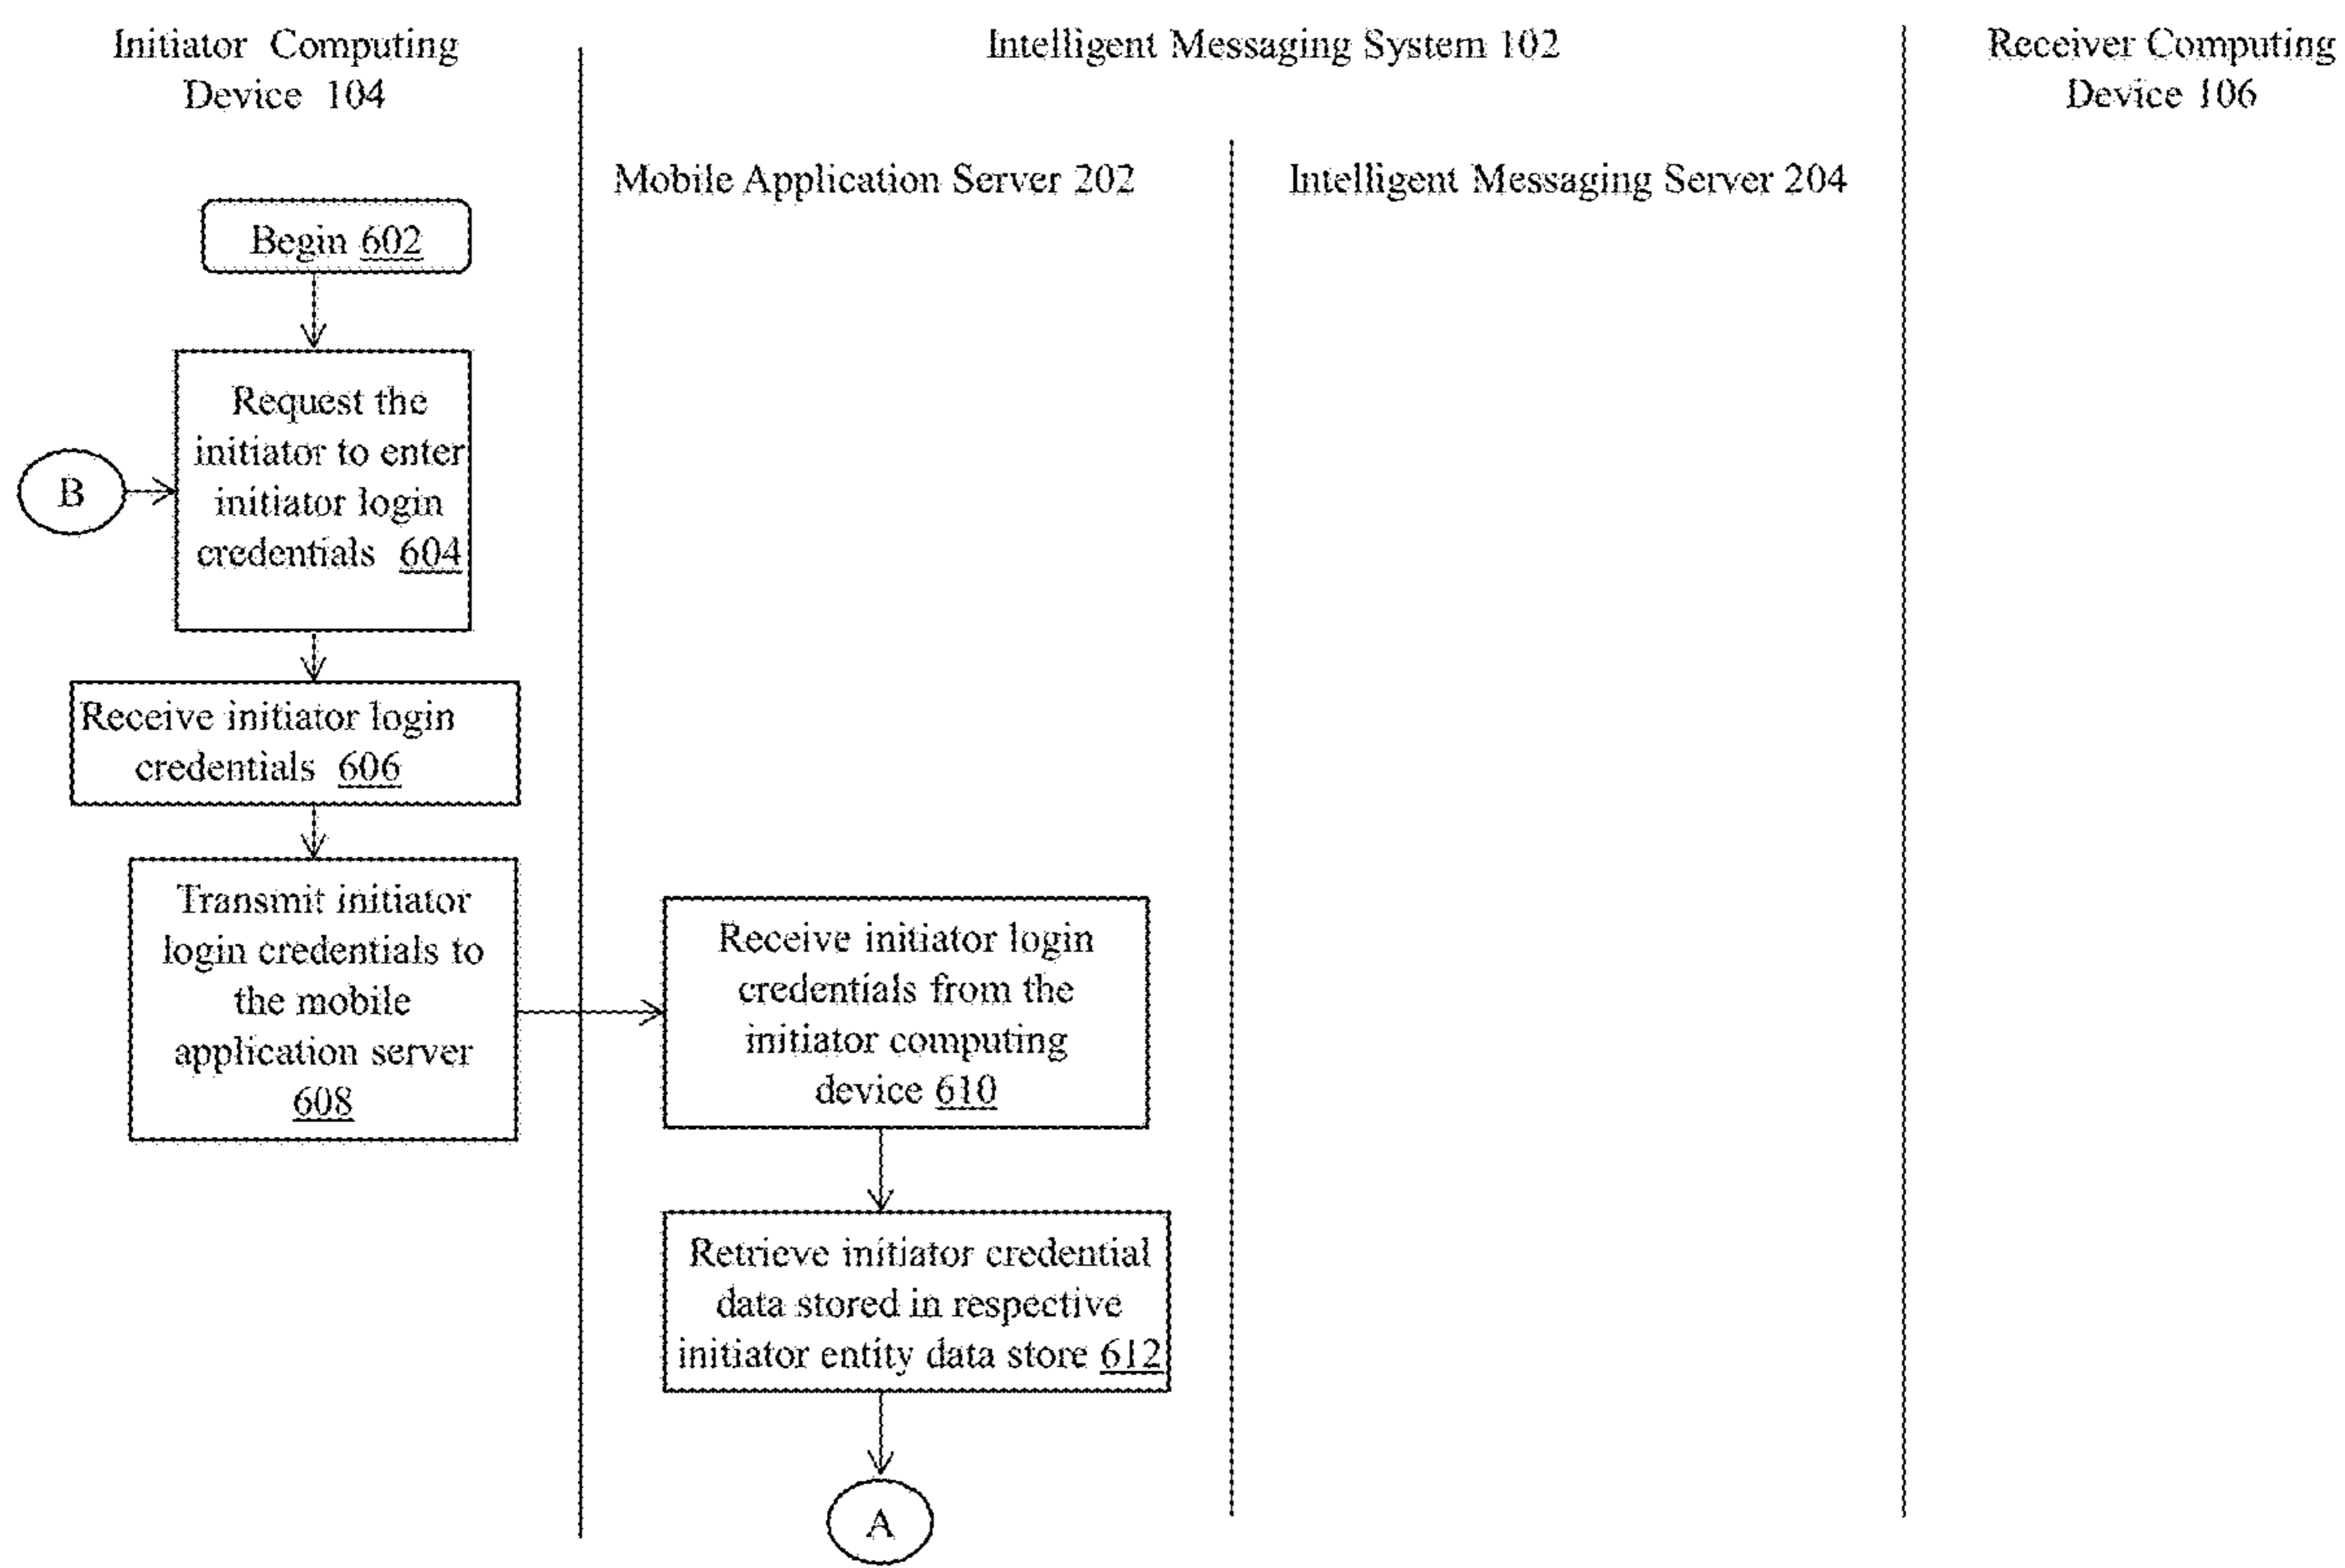 Initiator Computing
Device 104
Intelligent Messaging System 102
Receiver Computing
Device 106
Mobile Application Server 202
Intelligent Messaging Server 204
Begin 602
Request the
initiator to enter
initiator login
credentials 604
B
Receive initiator login
credentials 606
Transmit initiator
login credentials to
the mobile
application server
608
Receive initiator login
credentials from the
initiator computing
device 610
Retrieve initiator credential
data stored in respective
initiator entity data store 612
A